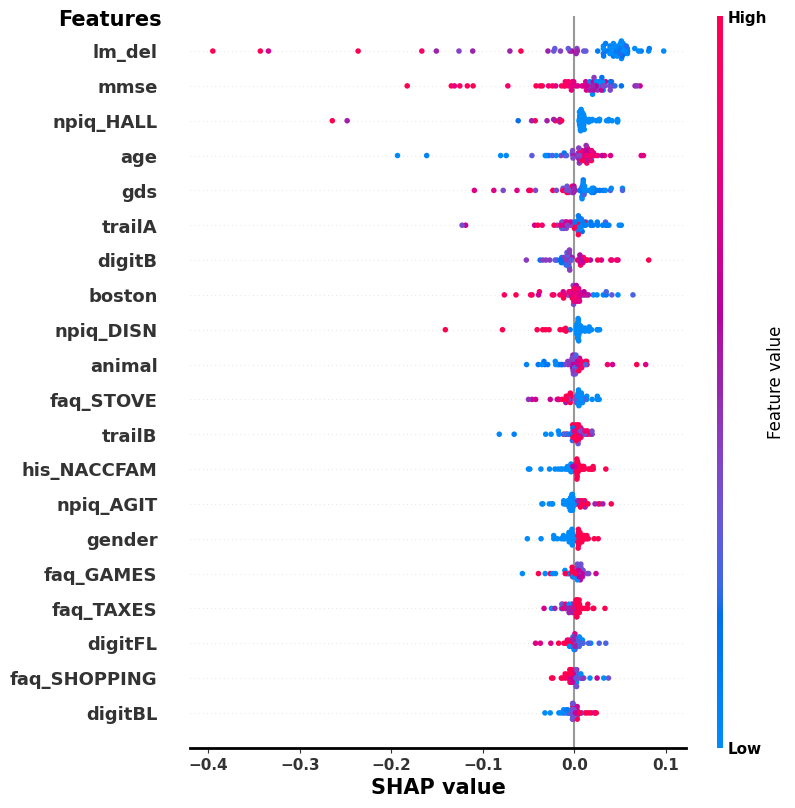 Features
High
lm_del
mmse
npiq_HALL
age
gds
trailA
digitB
boston
npiq_DISN
animal
faq_STOVE
trailB
his_NACCFAM
npiq_AGIT
gender
faq_GAMES
faq_TAXES
digitFL
faq_SHOPPING
digitBL
Feature value
Low
−0.4 −0.3 −0.2 −0.1 0.0 0.1
SHAP value